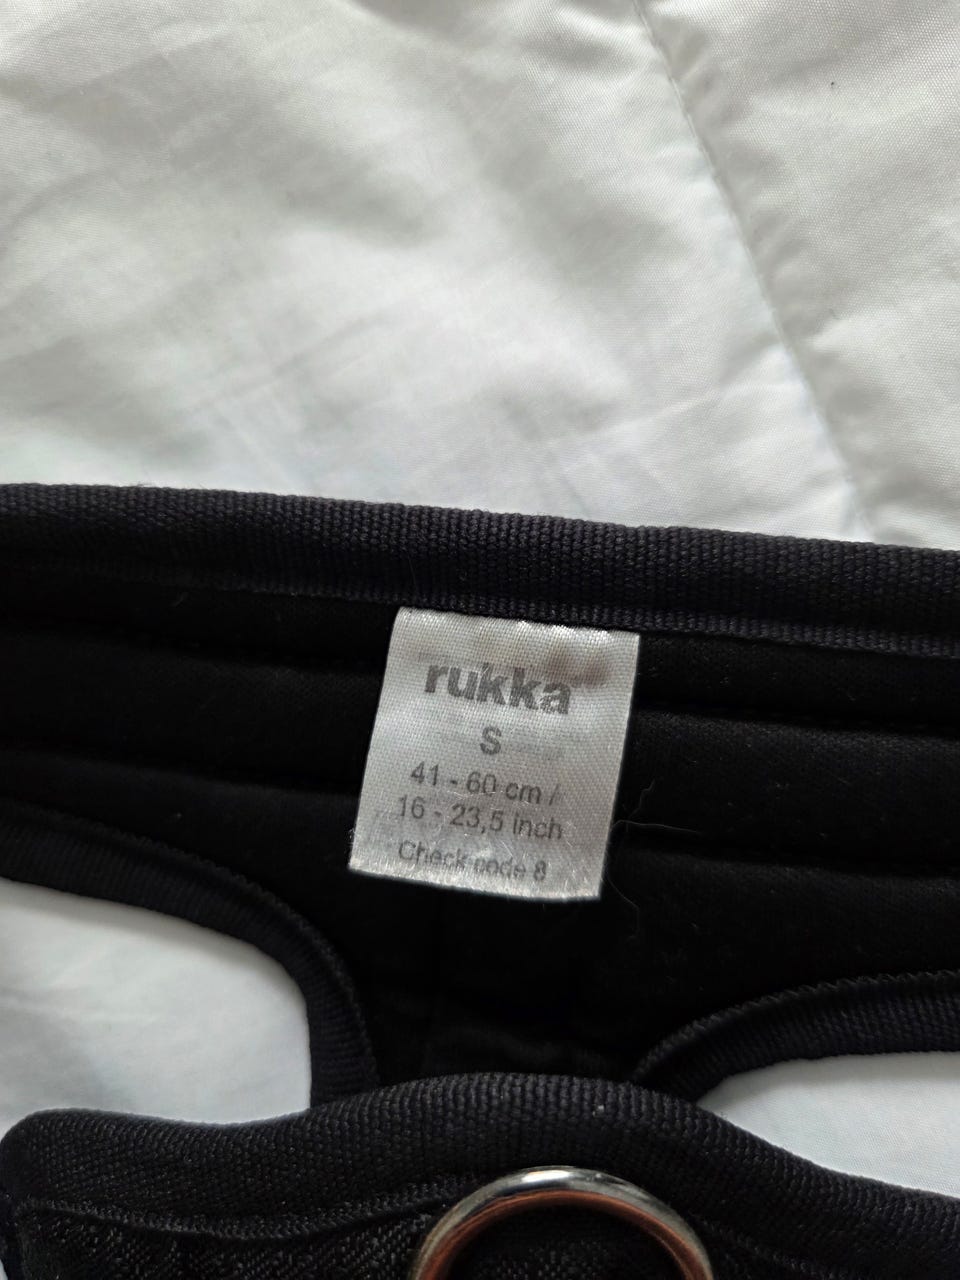 rukka
S
41 - 60 cm /
16 - 23,5 inch
Check code 8